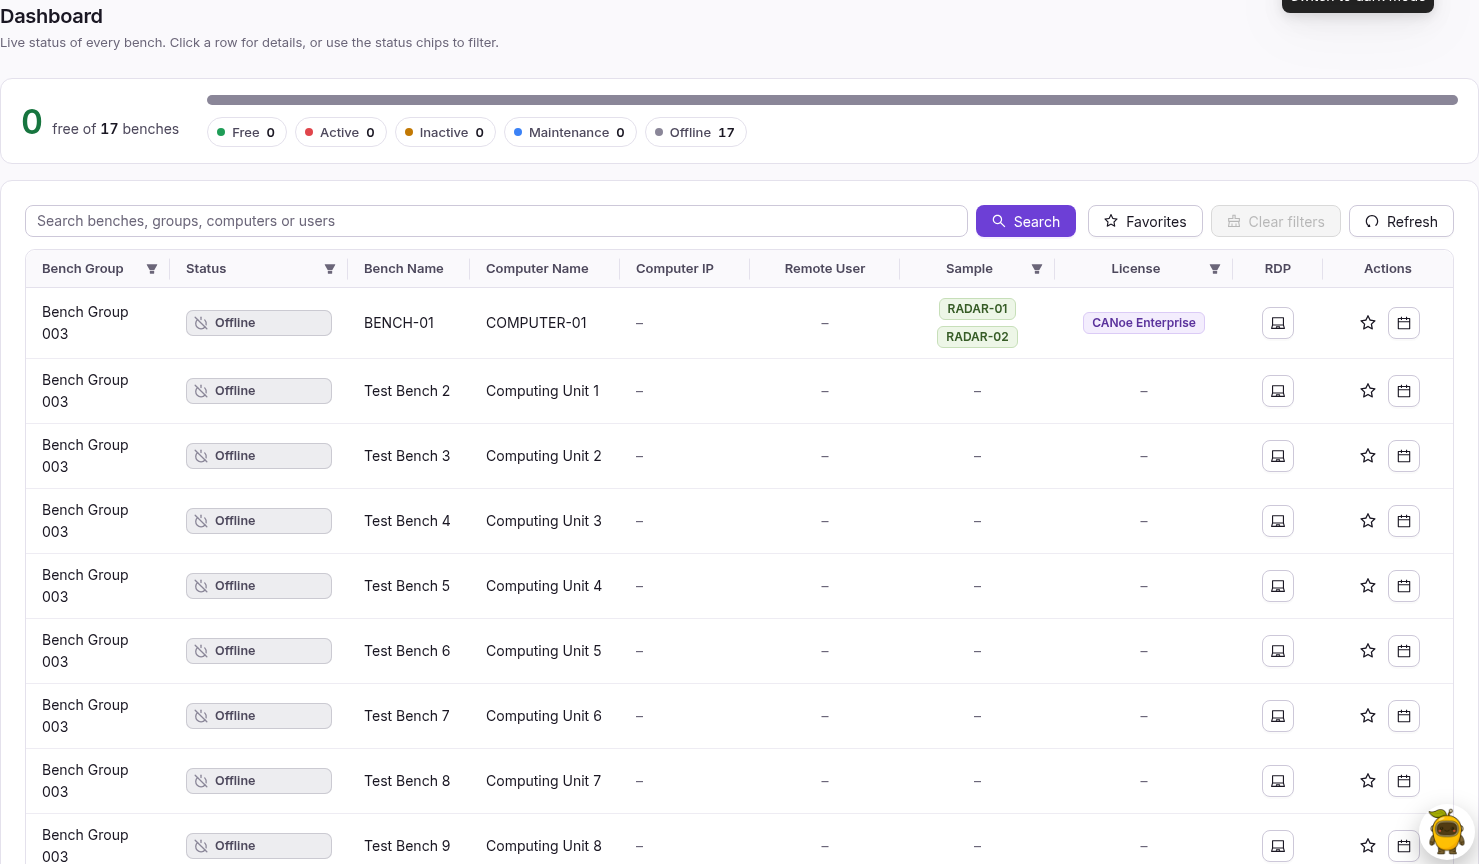 Dashboard
Live status of every bench. Click a row for details, or use the status chips to filter.
0 free of 17 benches
Free 0 Active 0 Inactive 0 Maintenance 0 Offline 17
Search benches, groups, computers or users Search Favorites Clear filters Refresh
Bench Group Status Bench Name Computer Name Computer IP Remote User Sample License RDP Actions
Bench Group 003 Offline BENCH-01 COMPUTER-01 – – RADAR-01 RADAR-02 CANoe Enterprise
Bench Group 003 Offline Test Bench 2 Computing Unit 1 – – – –
Bench Group 003 Offline Test Bench 3 Computing Unit 2 – – – –
Bench Group 003 Offline Test Bench 4 Computing Unit 3 – – – –
Bench Group 003 Offline Test Bench 5 Computing Unit 4 – – – –
Bench Group 003 Offline Test Bench 6 Computing Unit 5 – – – –
Bench Group 003 Offline Test Bench 7 Computing Unit 6 – – – –
Bench Group 003 Offline Test Bench 8 Computing Unit 7 – – – –
Bench Group 003 Offline Test Bench 9 Computing Unit 8 – – – –